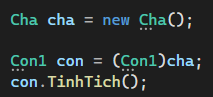 Cha cha = new Cha();
Con1 con = (Con1)cha;
con.TinhTich();